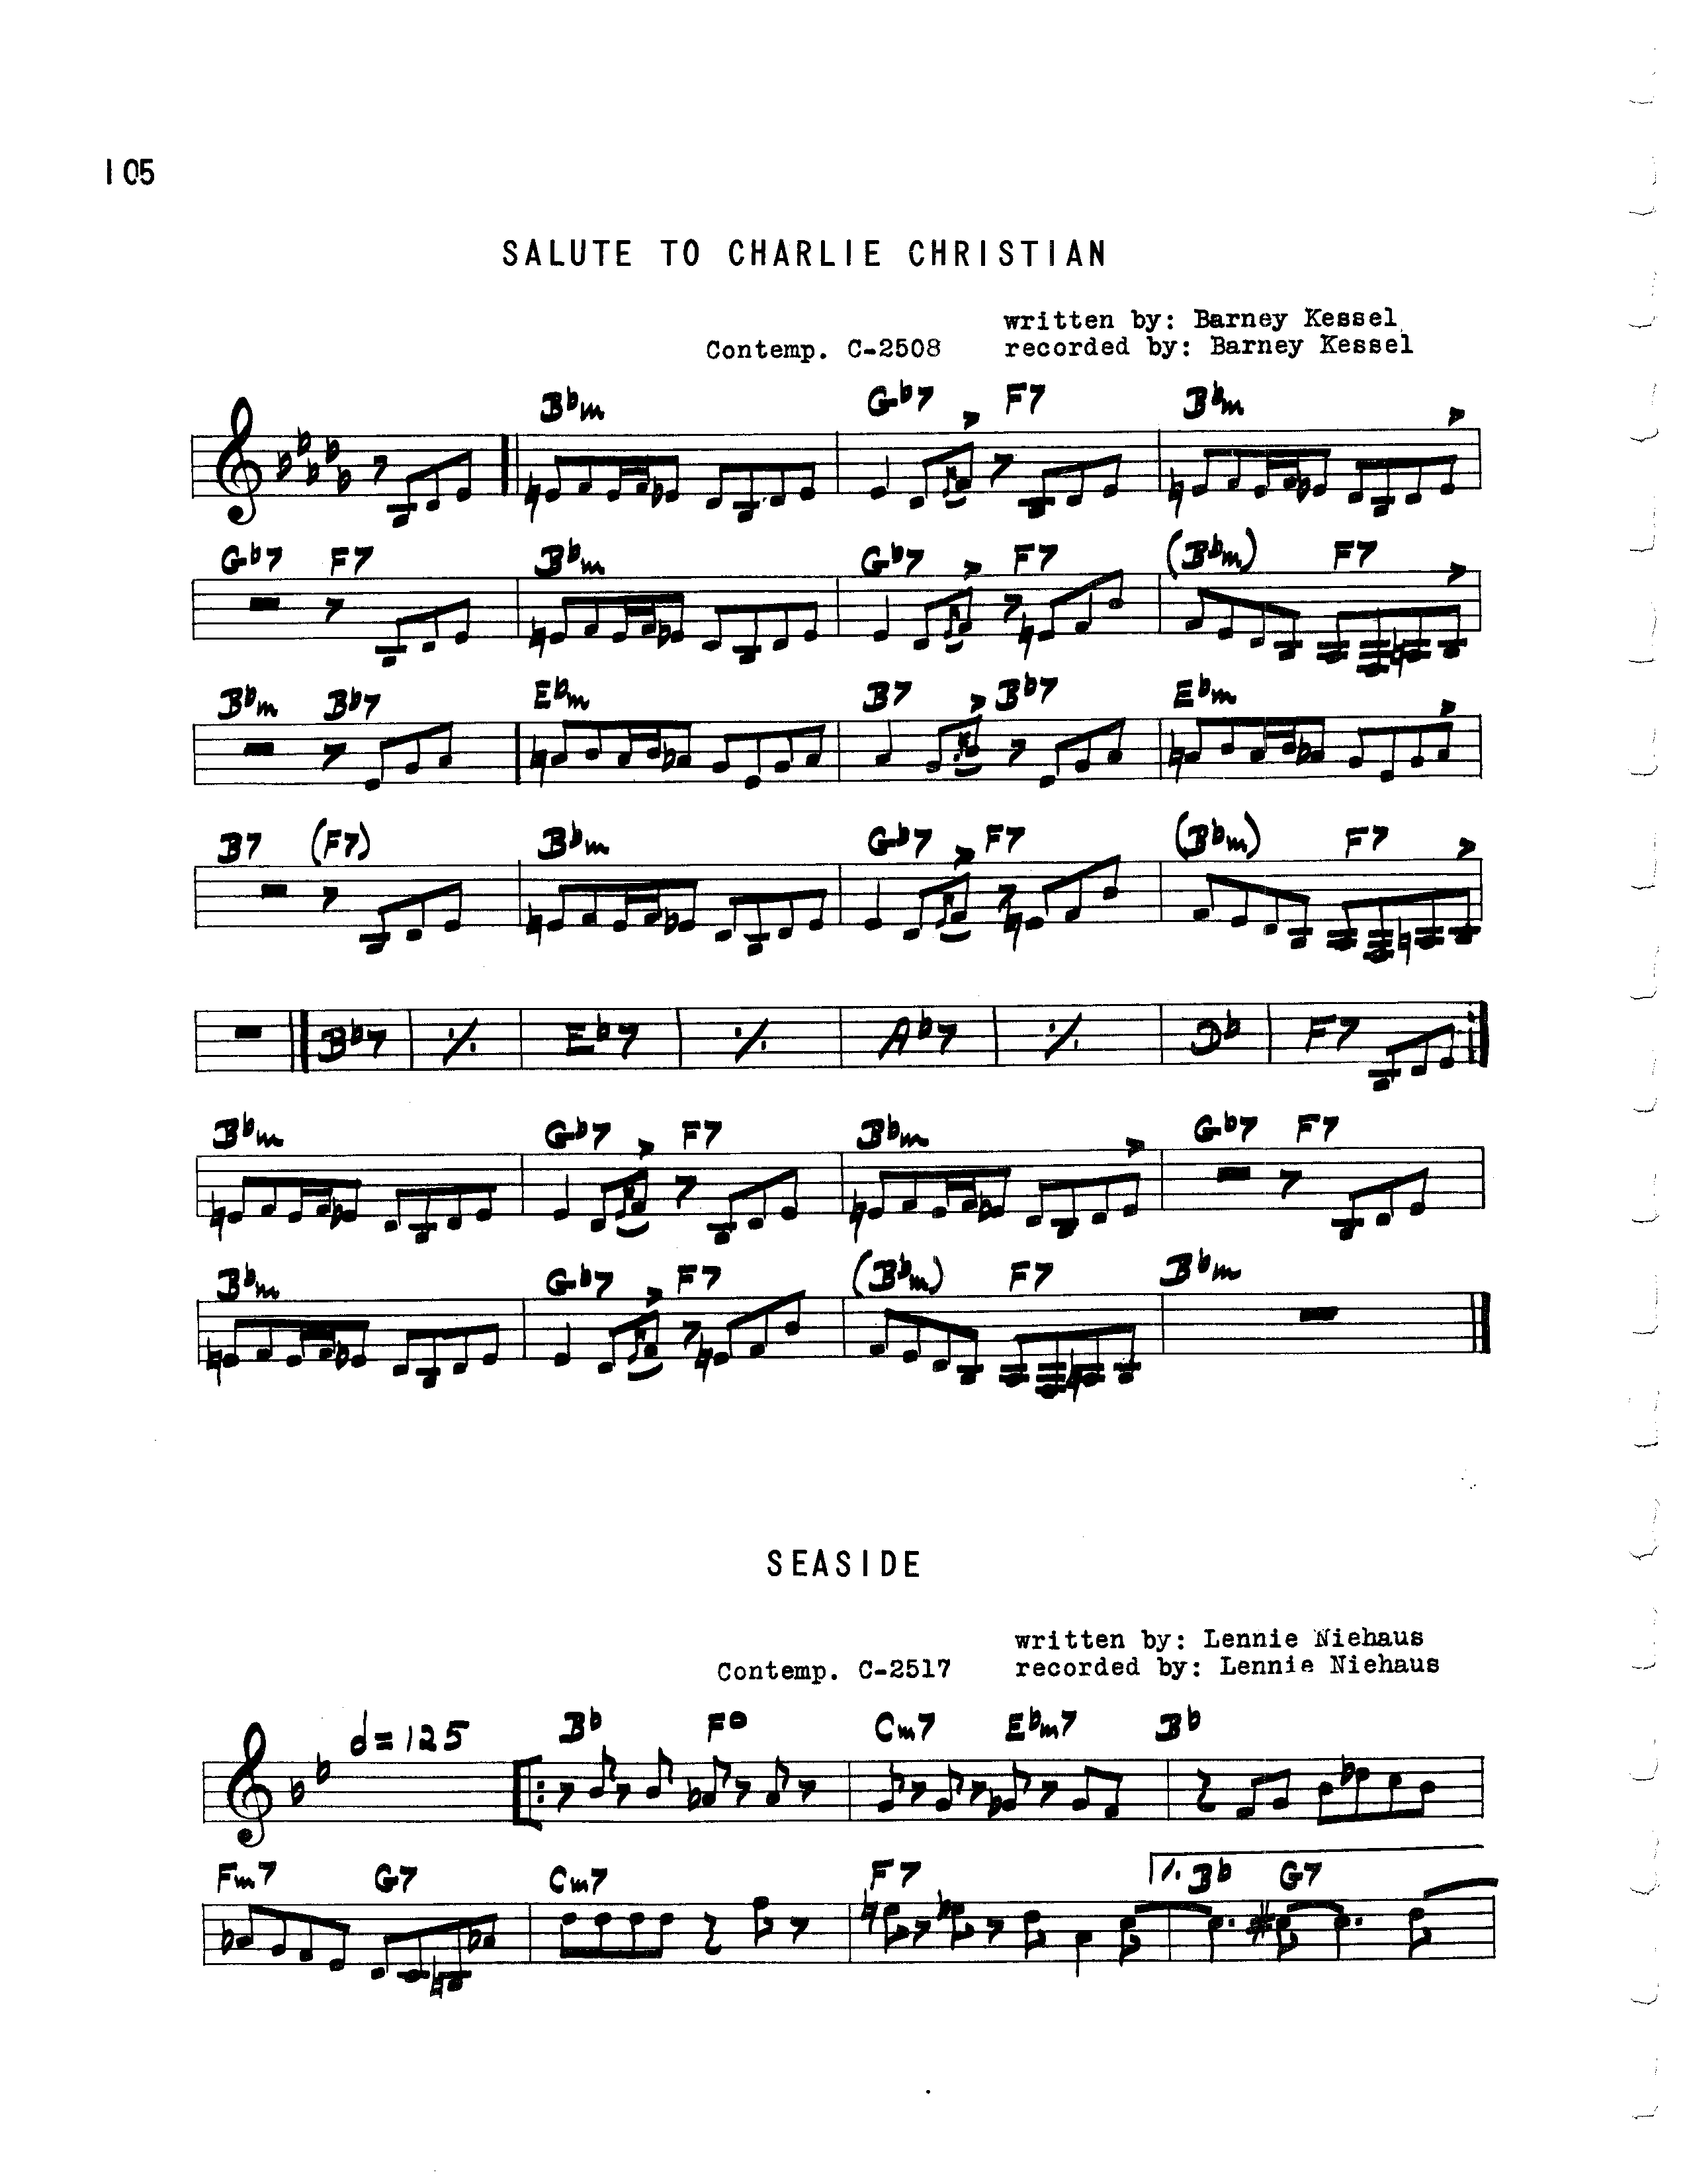 105
SALUTE TO CHARLIE CHRISTIAN
written by: Barney Kessel
Contemp. C-2508 recorded by: Barney Kessel
B♭m G♭7 F7 B♭m
G♭7 F7 B♭m G♭7 F7 (B♭m) F7
B♭m B♭7 E♭m B7 B♭7 E♭m
B7 (F7) B♭m G♭7 F7 (B♭m) F7
B♭7 E♭7 A♭7 D♭ F7
B♭m G♭7 F7 B♭m G♭7 F7
B♭m G♭7 F7 (B♭m) F7 B♭m
SEASIDE
written by: Lennie Niehaus
Contemp. C-2517 recorded by: Lennie Niehaus
𝅗𝅥=125 B♭ F° Cm7 E♭m7 B♭
Fm7 G7 Cm7 F7 1. B♭ G7